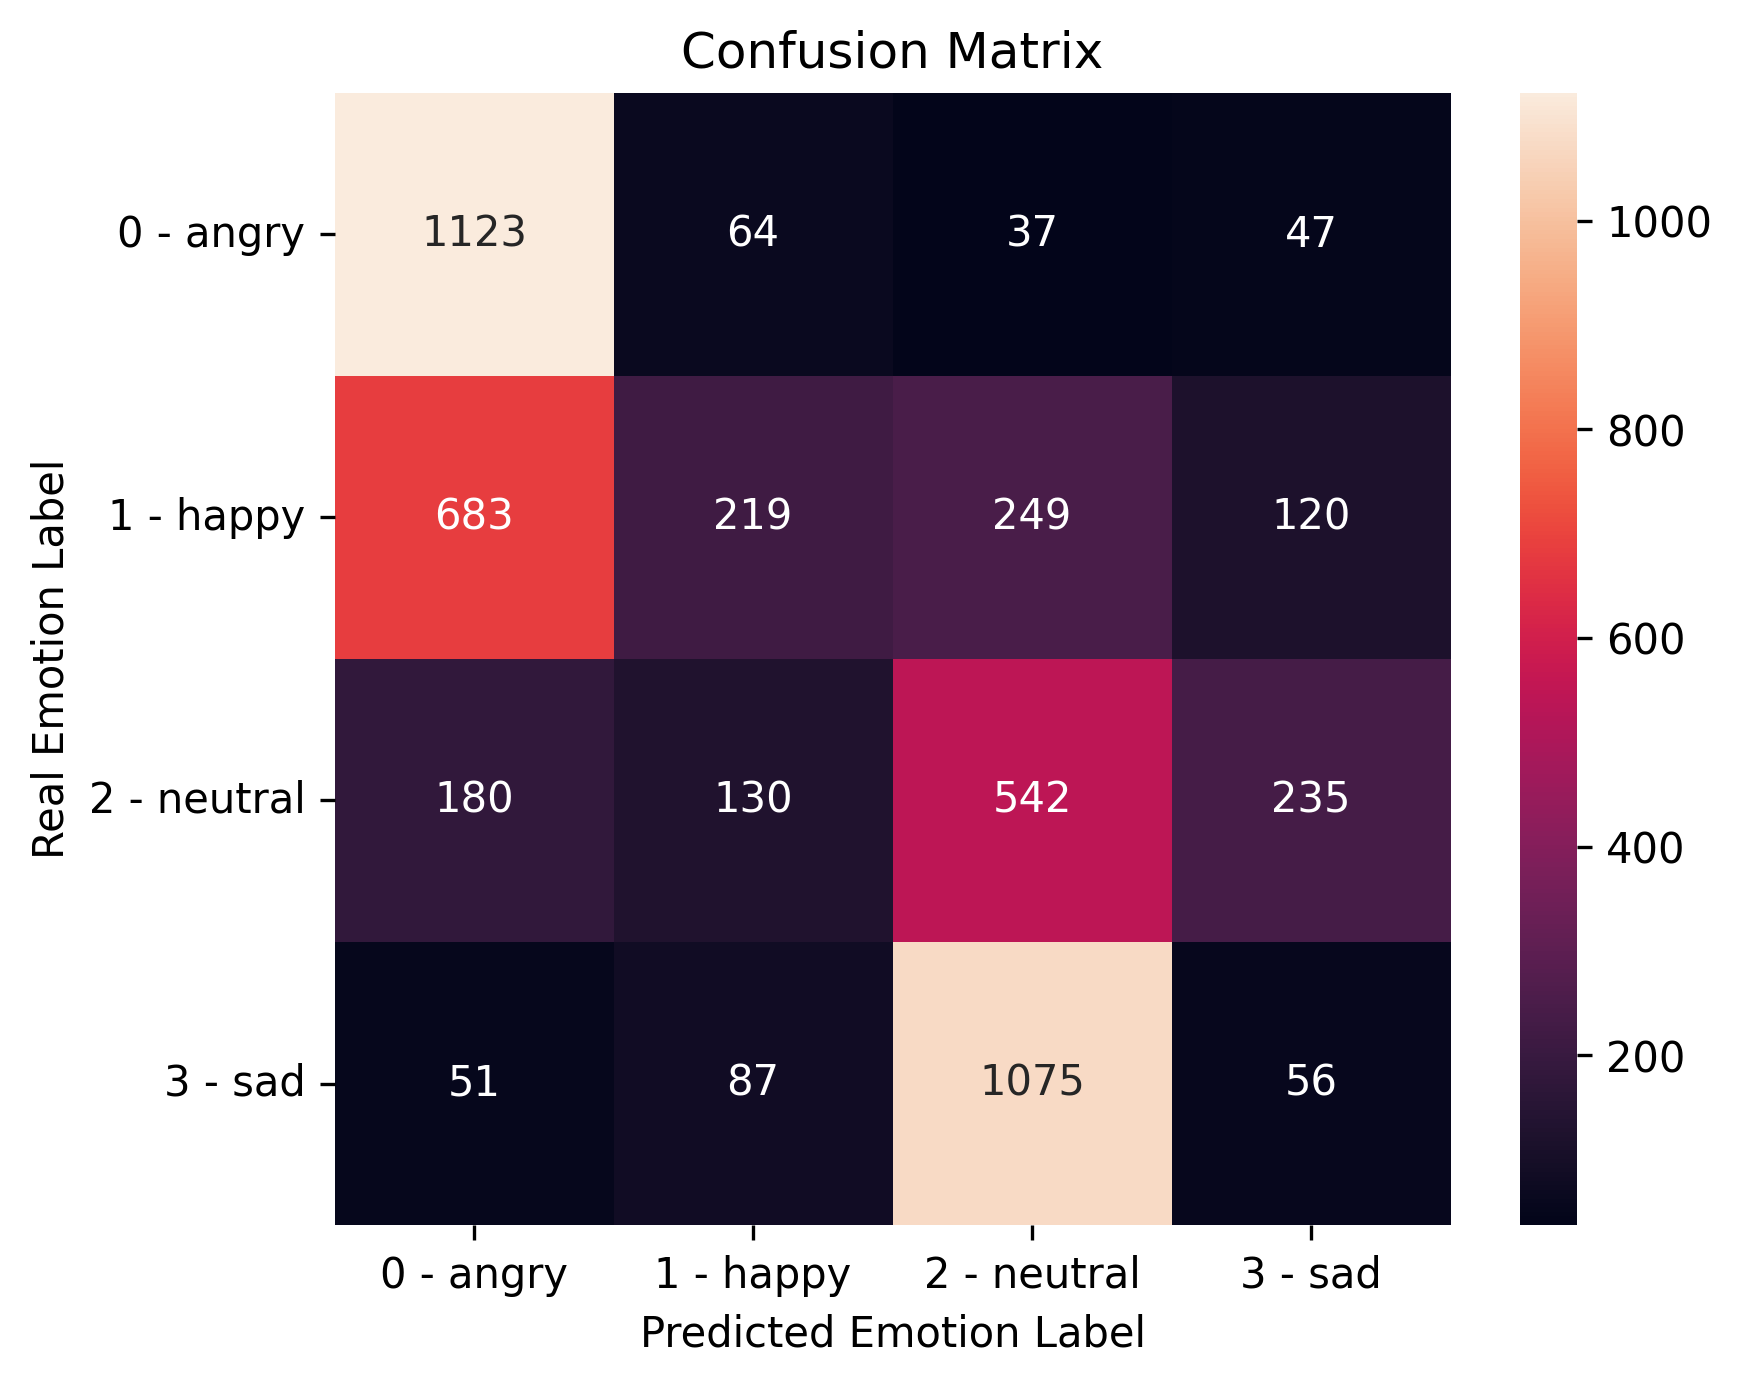 Confusion Matrix
Real Emotion Label
0 - angry
1123 64 37 47
1 - happy
683 219 249 120
2 - neutral
180 130 542 235
3 - sad
51 87 1075 56
0 - angry 1 - happy 2 - neutral 3 - sad
Predicted Emotion Label
1000
800
600
400
200